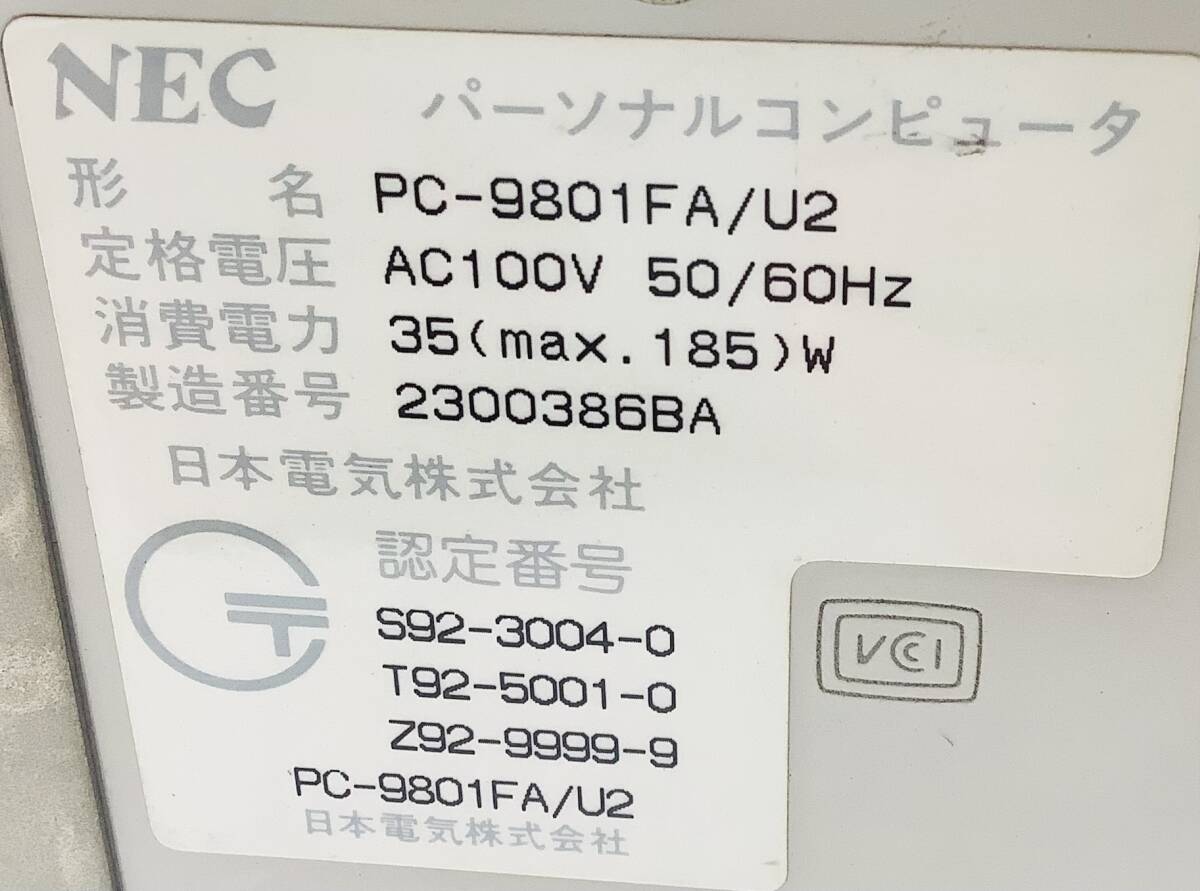 NEC パーソナルコンピュータ
形名 PC-9801FA/U2
定格電圧 AC100V 50/60Hz
消費電力 35(max.185)W
製造番号 2300386BA
日本電気株式会社
認定番号
S92-3004-0
T92-5001-0
Z92-9999-9
PC-9801FA/U2
日本電気株式会社
VCCI